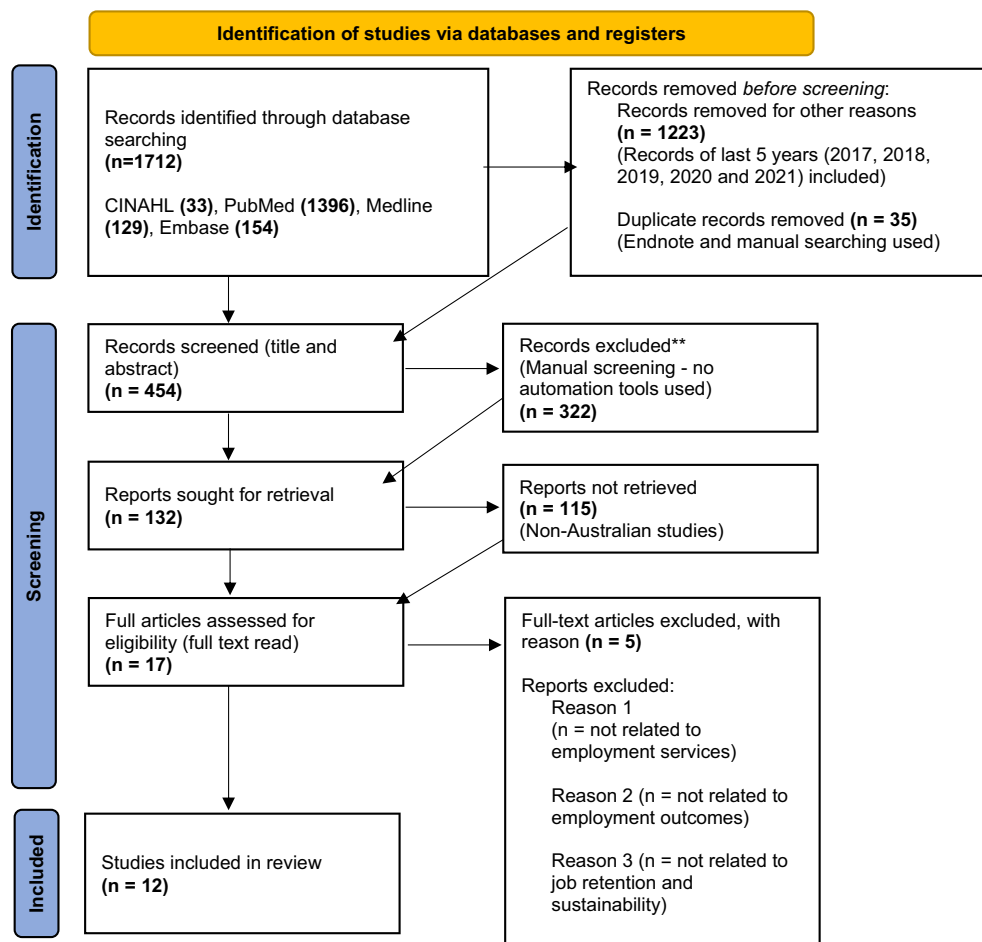 Identification of studies via databases and registers
Identification
Records identified through database
searching
(n=1712)
CINAHL (33), PubMed (1396), Medline
(129), Embase (154)
Records removed before screening:
Records removed for other reasons
(n = 1223)
(Records of last 5 years (2017, 2018,
2019, 2020 and 2021) included)
Duplicate records removed (n = 35)
(Endnote and manual searching used)
Screening
Records screened (title and
abstract)
(n = 454)
Records excluded**
(Manual screening - no
automation tools used)
(n = 322)
Reports sought for retrieval
(n = 132)
Reports not retrieved
(n = 115)
(Non-Australian studies)
Full articles assessed for
eligibility (full text read)
(n = 17)
Full-text articles excluded, with
reason (n = 5)
Reports excluded:
Reason 1
(n = not related to
employment services)
Reason 2 (n = not related to
employment outcomes)
Reason 3 (n = not related to
job retention and
sustainability)
Included
Studies included in review
(n = 12)